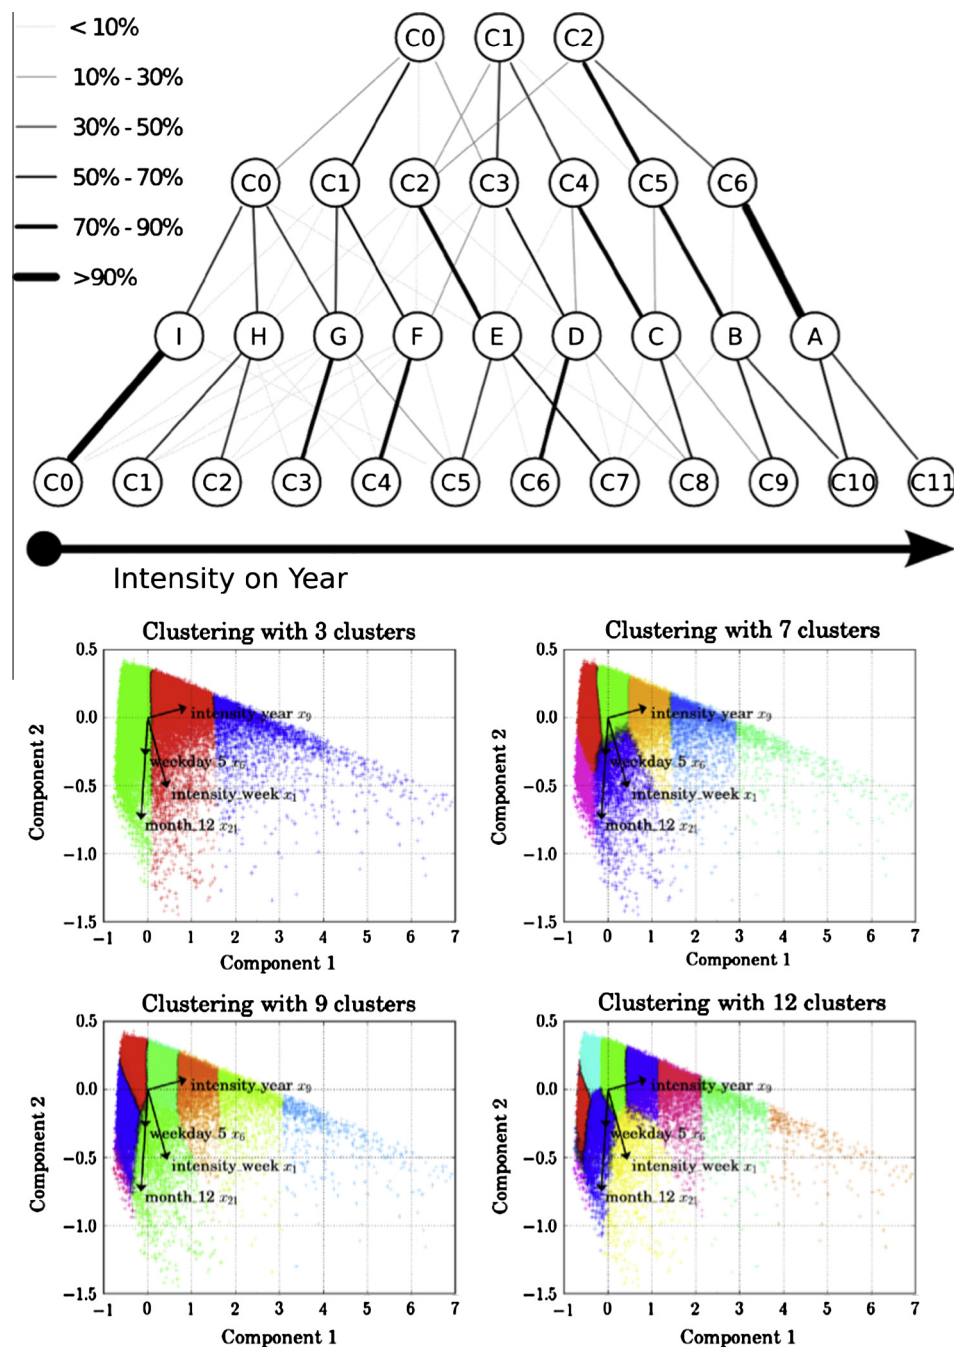 < 10%
10% - 30%
30% - 50%
50% - 70%
70% - 90%
>90%
C0 C1 C2
C0 C1 C2 C3 C4 C5 C6
I H G F E D C B A
C0 C1 C2 C3 C4 C5 C6 C7 C8 C9 C10 C11
Intensity on Year
Clustering with 3 clusters
0.5
0.0
−0.5
−1.0
−1.5
−1 0 1 2 3 4 5 6 7
Component 1
Component 2
intensity_year x9
weekday_5 x6
intensity_week x1
month_12 x21
Clustering with 7 clusters
0.5
0.0
−0.5
−1.0
−1.5
−1 0 1 2 3 4 5 6 7
Component 1
Component 2
intensity_year x9
weekday_5 x6
intensity_week x1
month_12 x21
Clustering with 9 clusters
0.5
0.0
−0.5
−1.0
−1.5
−1 0 1 2 3 4 5 6 7
Component 1
Component 2
intensity_year x9
weekday_5 x6
intensity_week x1
month_12 x21
Clustering with 12 clusters
0.5
0.0
−0.5
−1.0
−1.5
−1 0 1 2 3 4 5 6 7
Component 1
Component 2
intensity_year x9
weekday_5 x6
intensity_week x1
month_12 x21